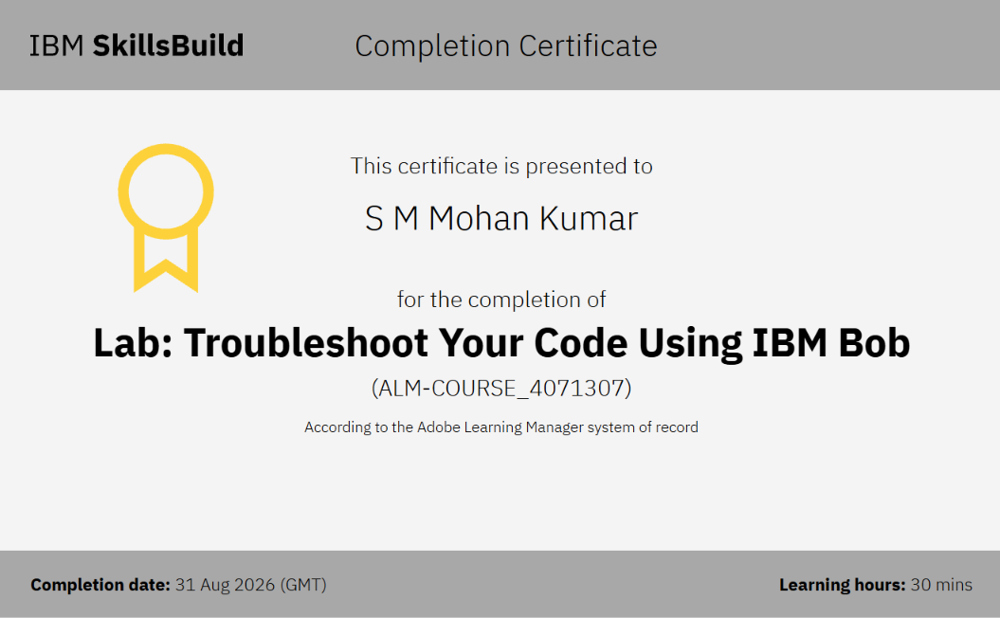 IBM SkillsBuild
Completion Certificate
This certificate is presented to
S M Mohan Kumar
for the completion of
Lab: Troubleshoot Your Code Using IBM Bob
(ALM-COURSE_4071307)
According to the Adobe Learning Manager system of record
Completion date: 31 Aug 2026 (GMT)
Learning hours: 30 mins